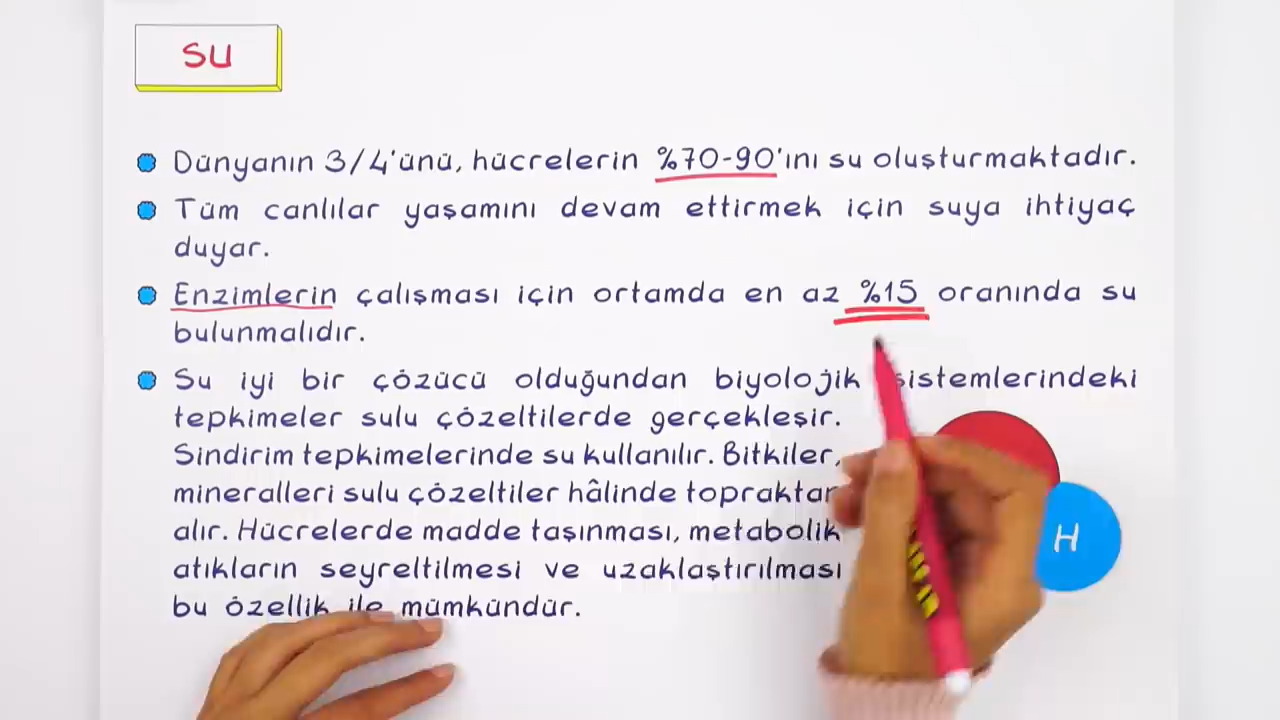 SU
Dünyanın 3/4'ünü, hücrelerin %70-90'ını su oluşturmaktadır.
Tüm canlılar yaşamını devam ettirmek için suya ihtiyaç
duyar.
Enzimlerin çalışması için ortamda en az %15 oranında su
bulunmalıdır.
Su iyi bir çözücü olduğundan biyolojik sistemlerindeki
tepkimeler sulu çözeltilerde gerçekleşir.
Sindirim tepkimelerinde su kullanılır. Bitkiler,
mineralleri sulu çözeltiler hâlinde topraktan
alır. Hücrelerde madde taşınması, metabolik
atıkların seyreltilmesi ve uzaklaştırılması
bu özellik ile mümkündür.
H